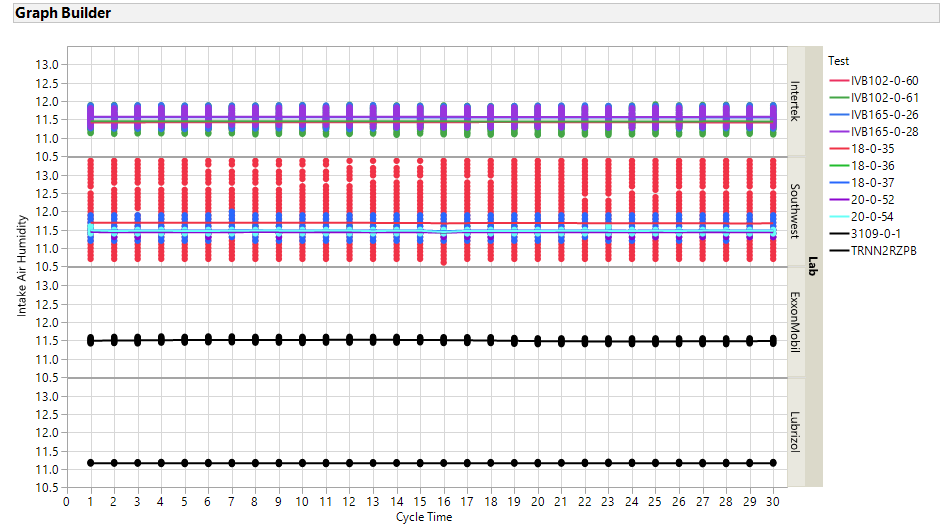 Graph Builder
Test
IVB102-0-60
IVB102-0-61
IVB165-0-26
IVB165-0-28
18-0-35
18-0-36
18-0-37
20-0-52
20-0-54
3109-0-1
TRNN2RZPB
Intake Air Humidity
13.0
12.5
12.0
11.5
11.0
10.5
Intertek
13.0
12.5
12.0
11.5
11.0
10.5
Southwest
13.0
12.5
12.0
11.5
11.0
10.5
ExxonMobil
13.0
12.5
12.0
11.5
11.0
10.5
Lubrizol
Lab
0 1 2 3 4 5 6 7 8 9 10 11 12 13 14 15 16 17 18 19 20 21 22 23 24 25 26 27 28 29 30
Cycle Time